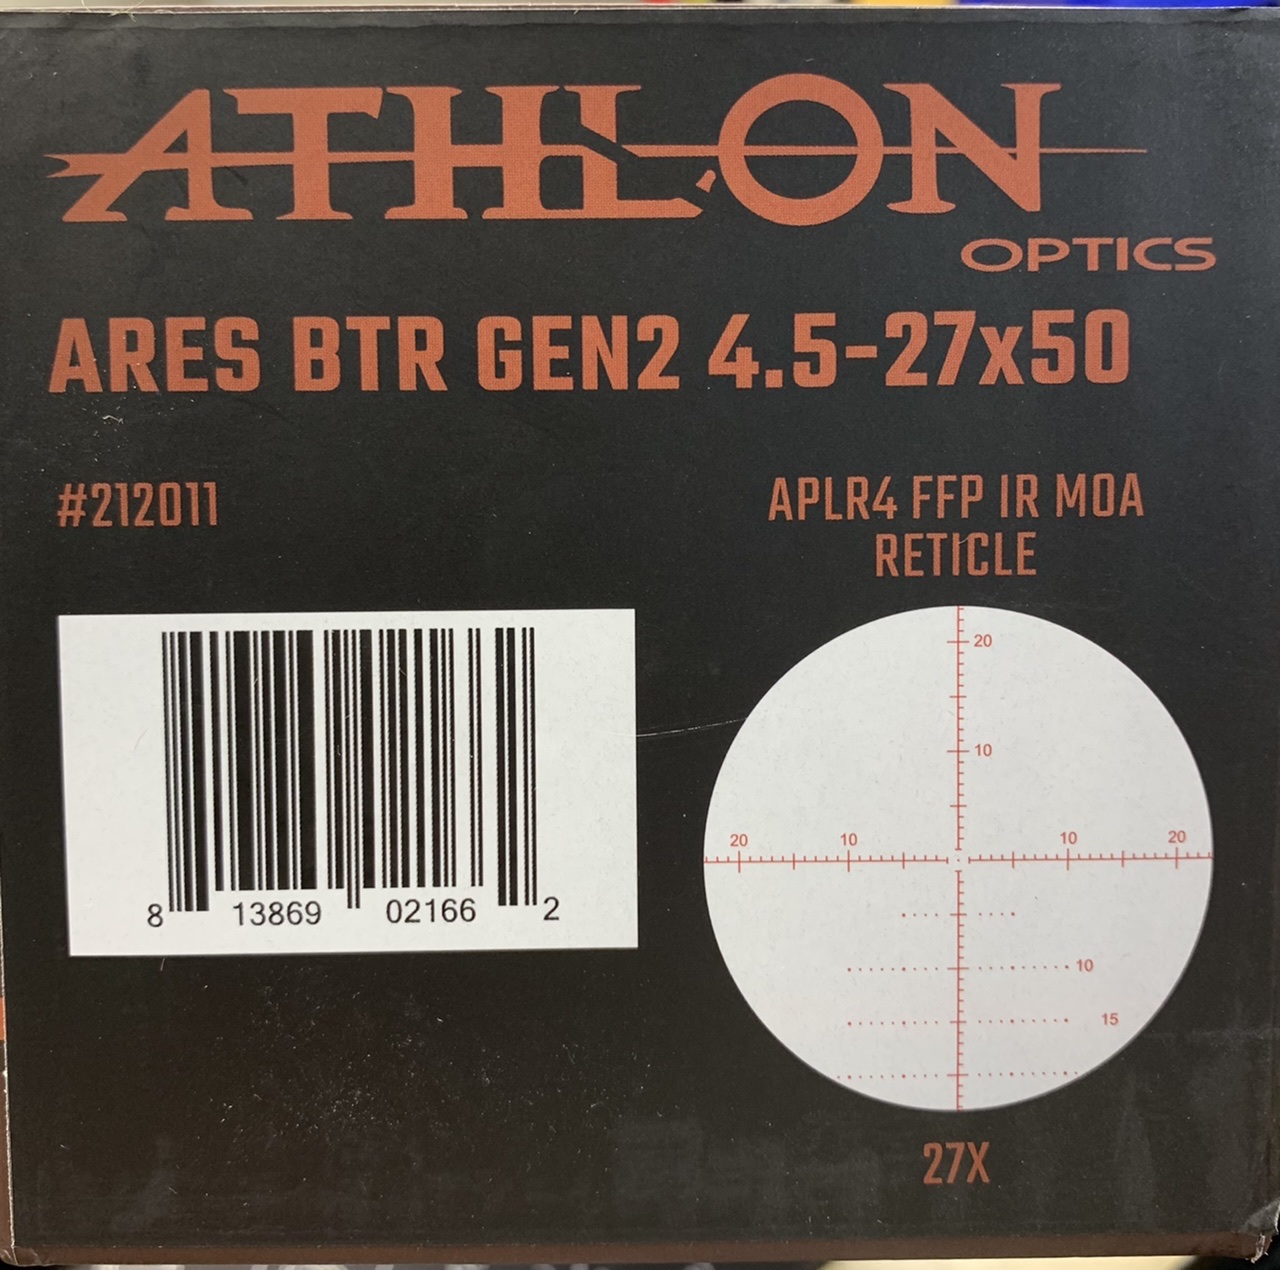 ATHLON
OPTICS
ARES BTR GEN2 4.5-27x50
#212011
APLR4 FFP IR MOA
RETICLE
20
10
20 10 10 20
10
15
8 13869 02166 2
27X